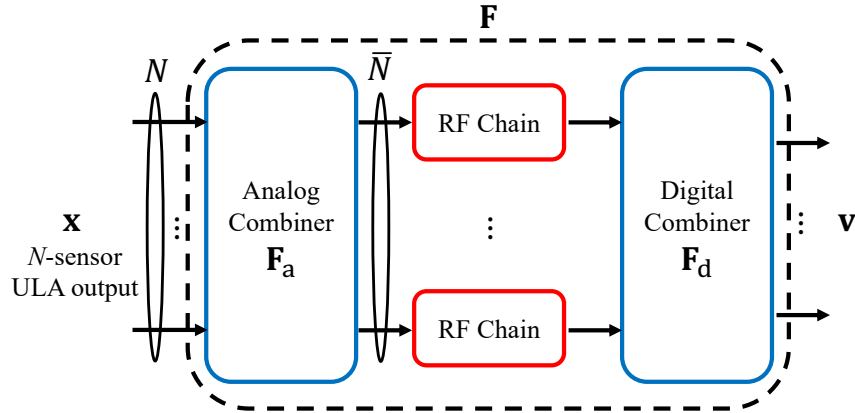 F
N
N̅
RF Chain
Analog
Combiner
Fa
Digital
Combiner
Fd
x
N-sensor
ULA output
⋮
⋮
⋮
v
RF Chain